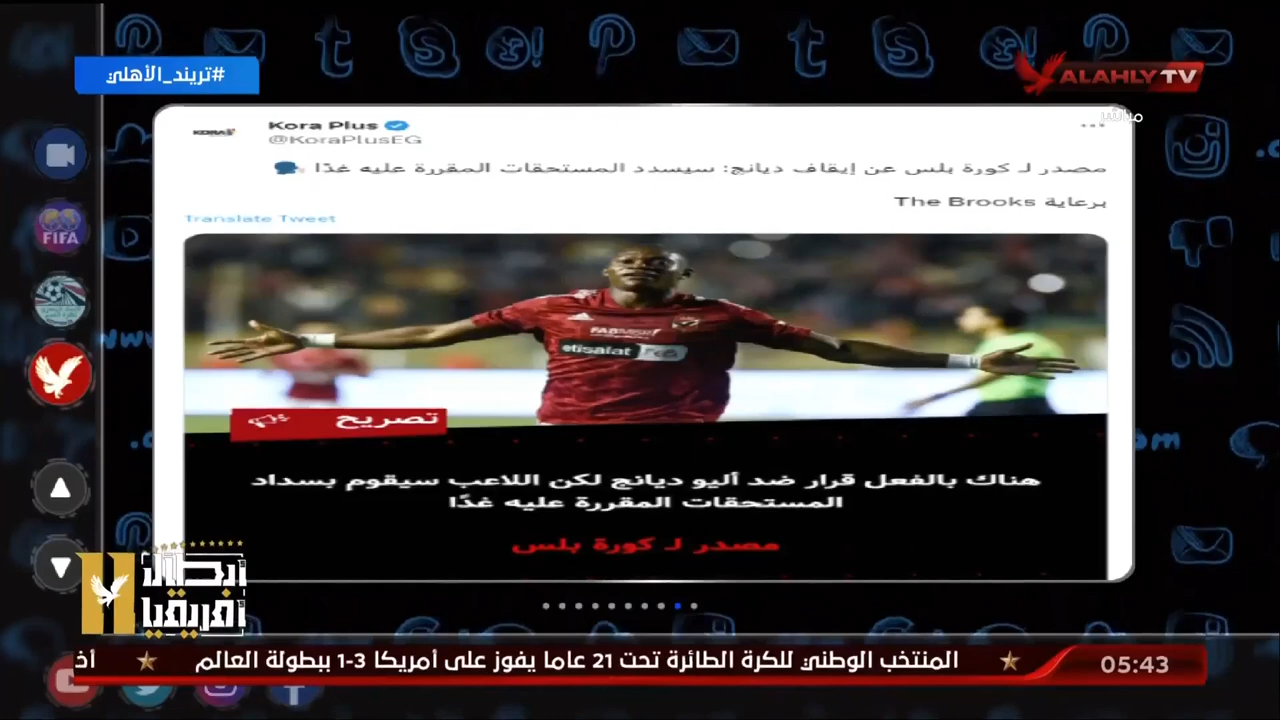 #تريند_الأهلي
ALAHLY TV
مباشر
Kora Plus
@KoraPlusEG
مصدر لـ كورة بلس عن إيقاف ديانج: سيسدد المستحقات المقررة عليه غدًا
برعاية The Brooks
Translate Tweet
FIFA
etisalat
تصريح
هناك بالفعل قرار ضد أليو ديانج لكن اللاعب سيقوم بسداد
المستحقات المقررة عليه غدًا
مصدر لـ كورة بلس
11
أبطال
أفريقيا
المنتخب الوطني للكرة الطائرة تحت 21 عاما يفوز على أمريكا 3-1 ببطولة العالم
أخ
05:43